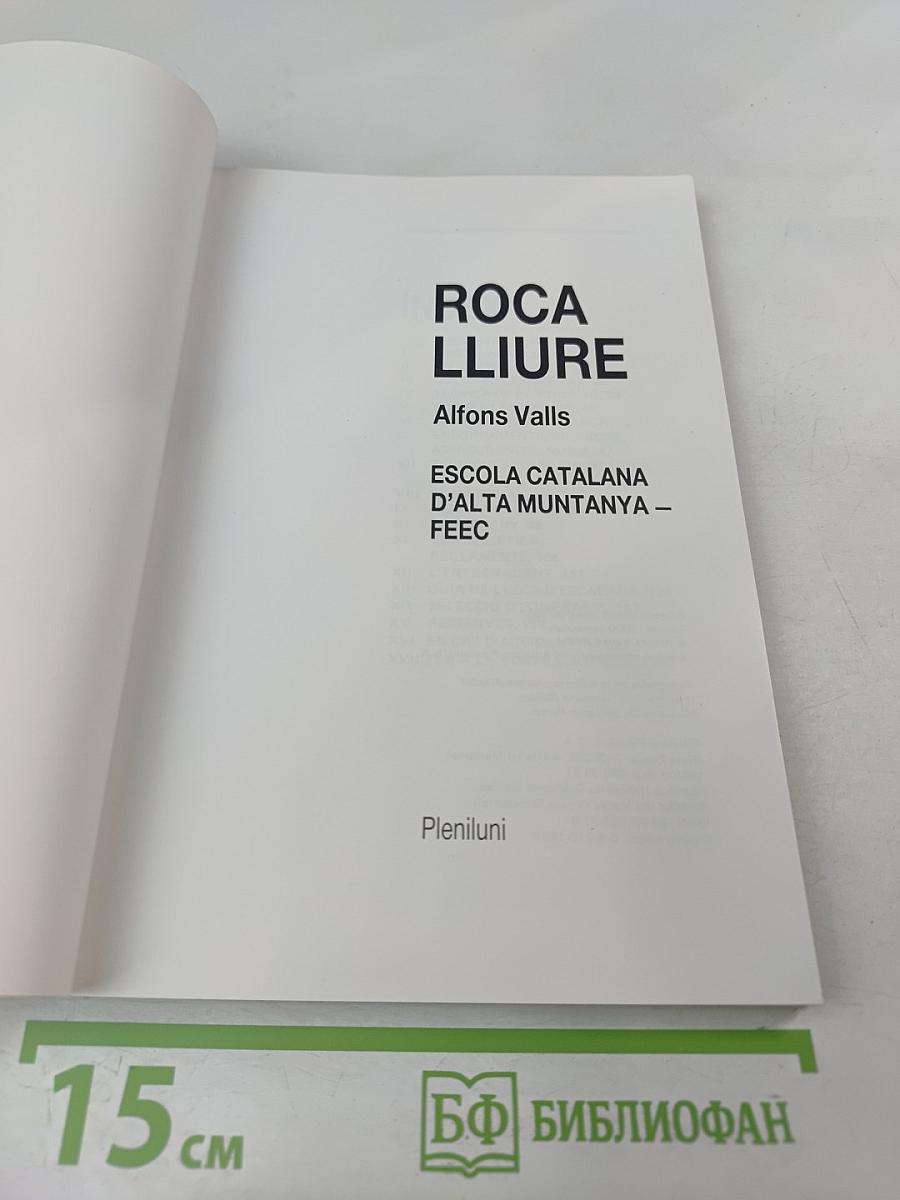 ROCA
LLIURE
Alfons Valls
ESCOLA CATALANA
D'ALTA MUNTANYA –
FEEC
Pleniluni
15 см
БФ БИБЛИОФАН